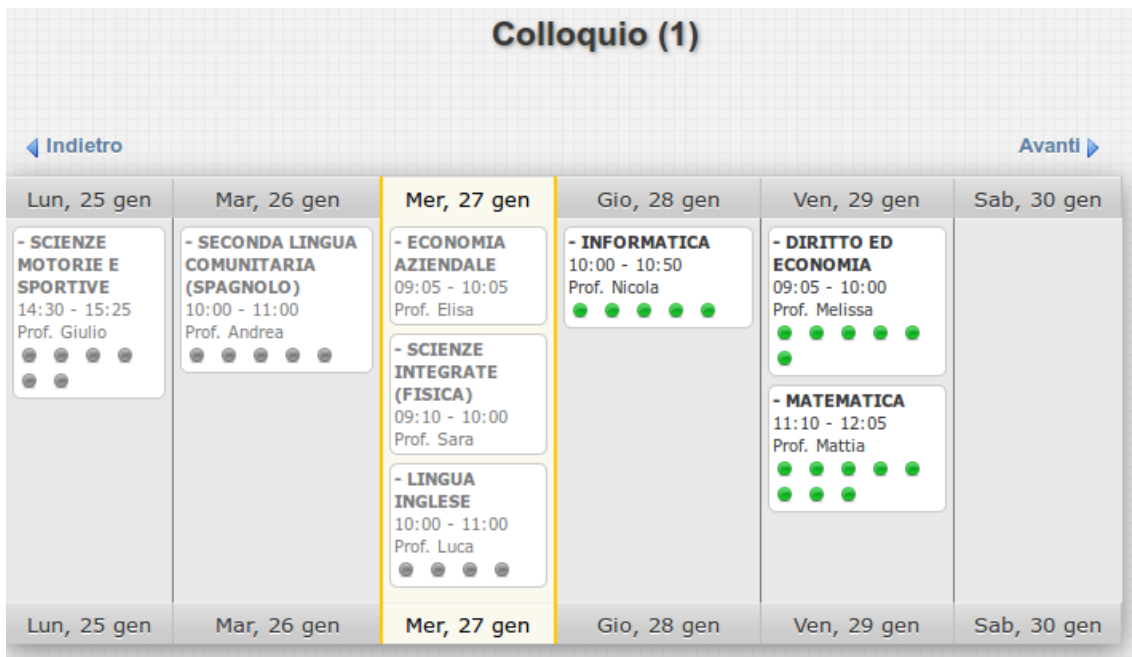 Colloquio (1)
Indietro
Avanti
Lun, 25 gen
Mar, 26 gen
Mer, 27 gen
Gio, 28 gen
Ven, 29 gen
Sab, 30 gen
- SCIENZE
MOTORIE E
SPORTIVE
14:30 - 15:25
Prof. Giulio
- SECONDA LINGUA
COMUNITARIA
(SPAGNOLO)
10:00 - 11:00
Prof. Andrea
- ECONOMIA
AZIENDALE
09:05 - 10:05
Prof. Elisa
- SCIENZE
INTEGRATE
(FISICA)
09:10 - 10:00
Prof. Sara
- LINGUA
INGLESE
10:00 - 11:00
Prof. Luca
- INFORMATICA
10:00 - 10:50
Prof. Nicola
- DIRITTO ED
ECONOMIA
09:05 - 10:00
Prof. Melissa
- MATEMATICA
11:10 - 12:05
Prof. Mattia
Lun, 25 gen
Mar, 26 gen
Mer, 27 gen
Gio, 28 gen
Ven, 29 gen
Sab, 30 gen